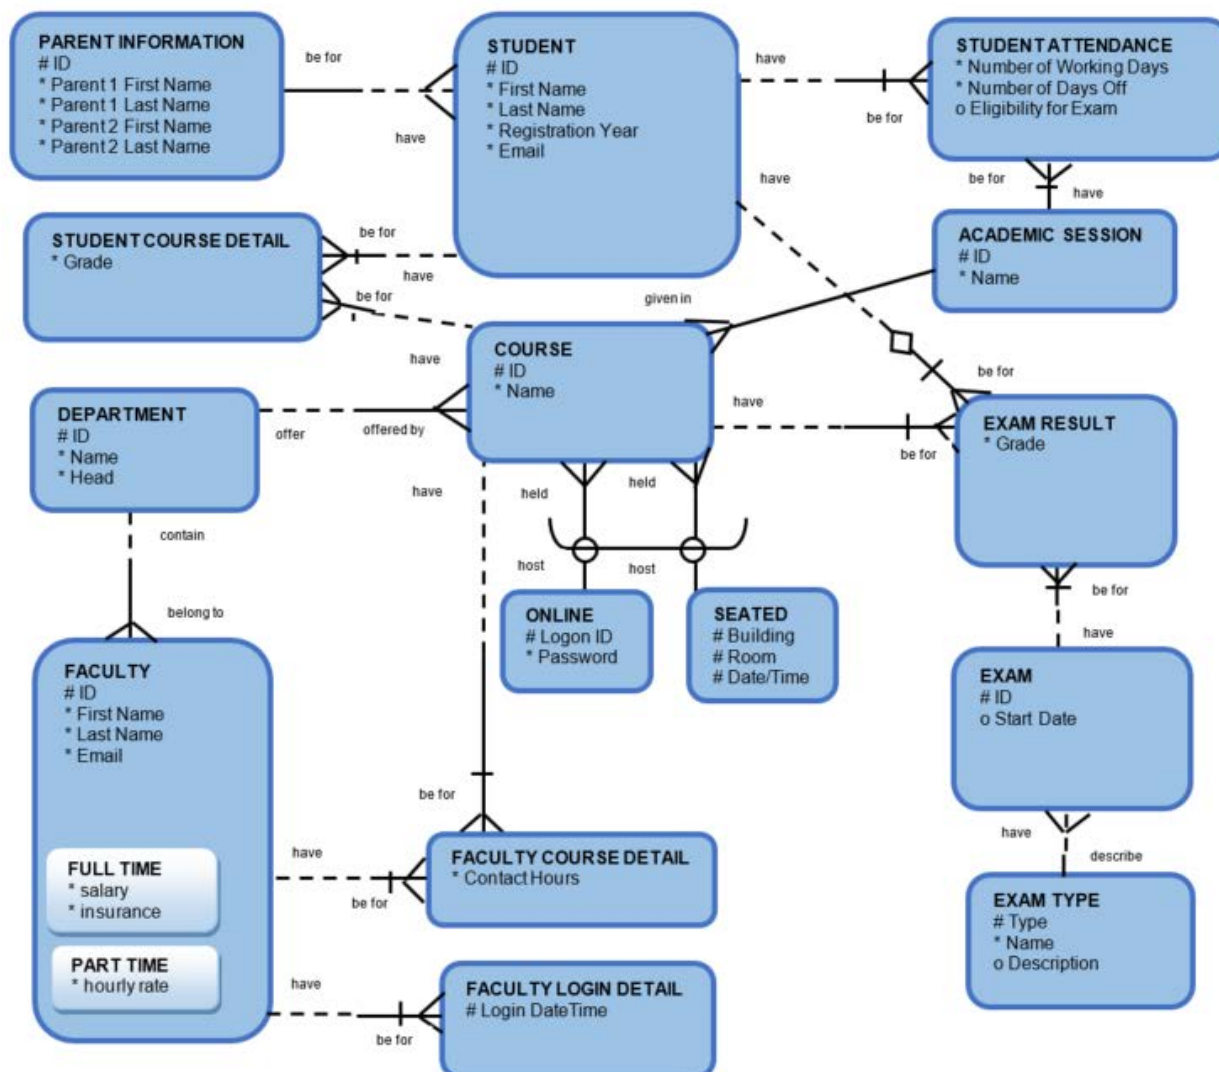 PARENT INFORMATION
# ID
* Parent 1 First Name
* Parent 1 Last Name
* Parent 2 First Name
* Parent 2 Last Name
be for
have
STUDENT
# ID
* First Name
* Last Name
* Registration Year
* Email
have
be for
STUDENT ATTENDANCE
* Number of Working Days
* Number of Days Off
o Eligibility for Exam
have
be for
have
STUDENT COURSE DETAIL
* Grade
be for
have
be for
ACADEMIC SESSION
# ID
* Name
given in
COURSE
# ID
* Name
have
DEPARTMENT
# ID
* Name
* Head
offer
offered by
have
be for
be for
EXAM RESULT
* Grade
have
held
held
contain
host
host
ONLINE
# Logon ID
* Password
SEATED
# Building
# Room
# Date/Time
be for
have
belong to
FACULTY
# ID
* First Name
* Last Name
* Email
EXAM
# ID
o Start Date
be for
have
describe
FULL TIME
* salary
* insurance
PART TIME
* hourly rate
have
be for
FACULTY COURSE DETAIL
* Contact Hours
EXAM TYPE
# Type
* Name
o Description
have
be for
FACULTY LOGIN DETAIL
# Login DateTime